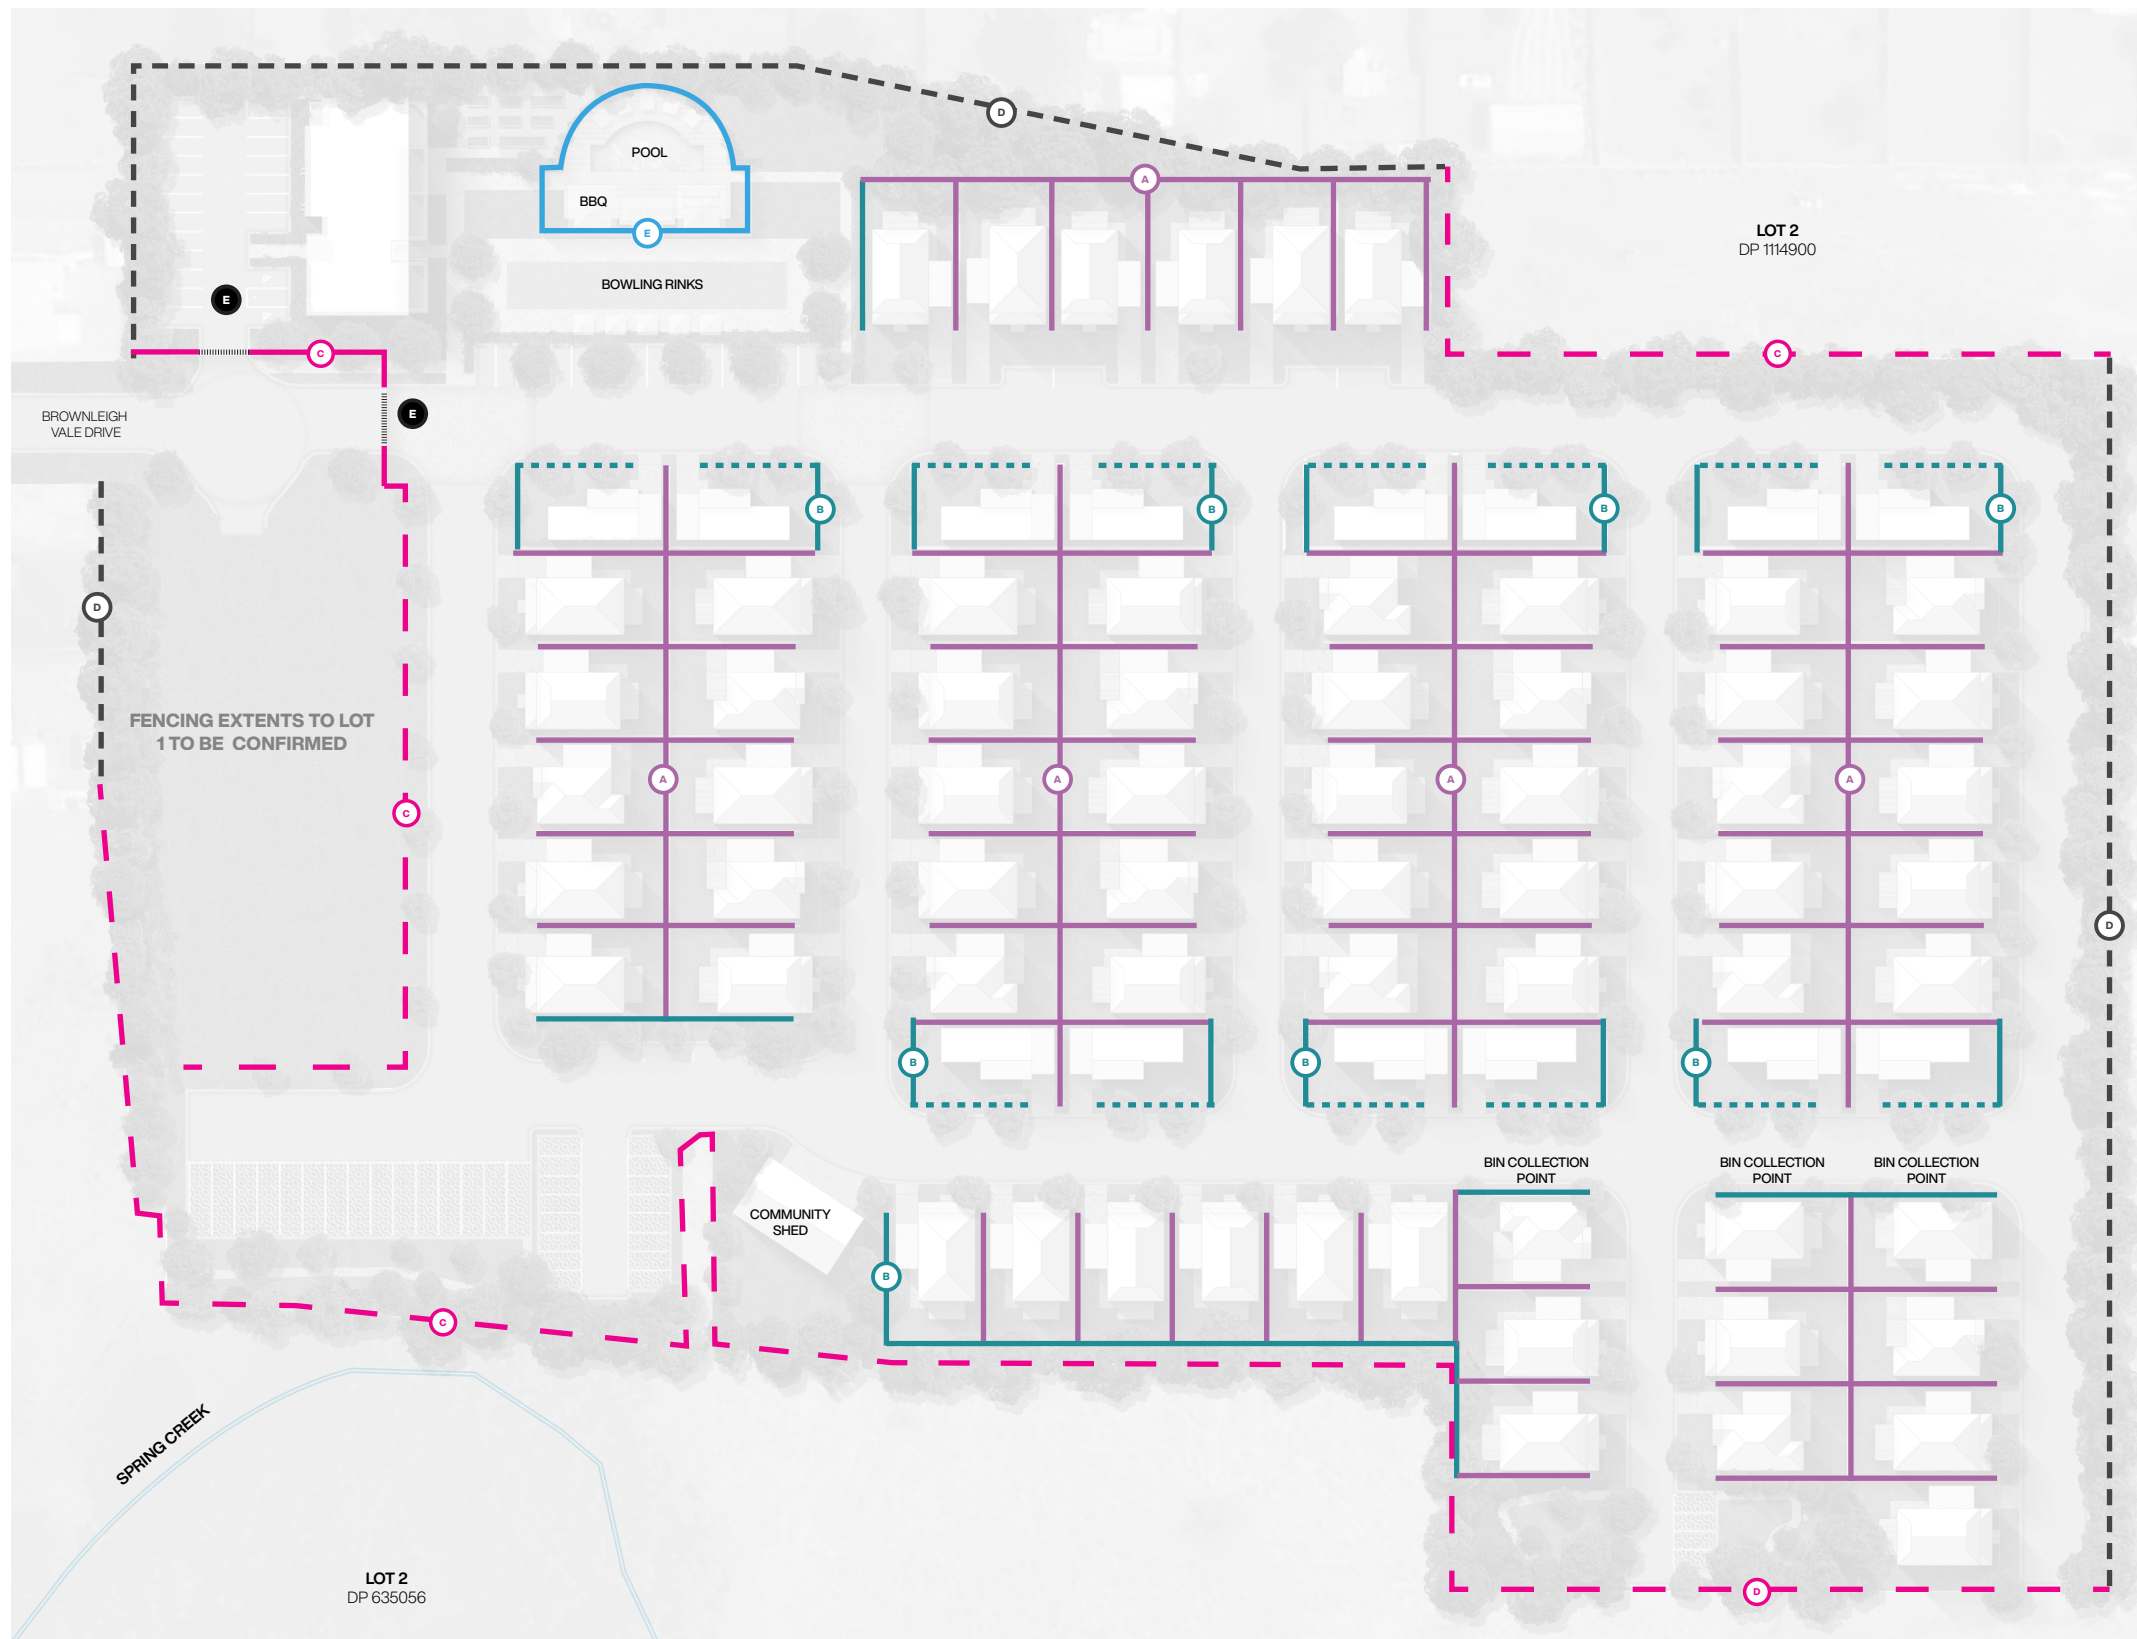 D
POOL
A
BBQ
E
LOT 2
DP 1114900
BOWLING RINKS
E
C
C
E
BROWNLEIGH
VALE DRIVE
B
B
B
B
D
FENCING EXTENTS TO LOT
1 TO BE CONFIRMED
A
A
A
A
C
D
B
B
B
BIN COLLECTION
POINT
BIN COLLECTION
POINT
BIN COLLECTION
POINT
COMMUNITY
SHED
B
C
SPRING CREEK
LOT 2
DP 635056
D